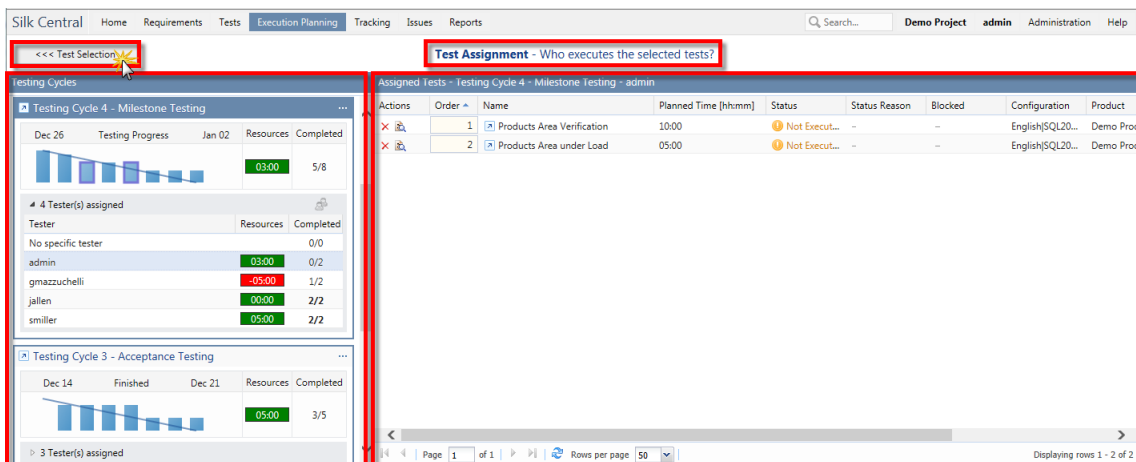 Silk Central Home Requirements Tests Execution Planning Tracking Issues Reports Search... Demo Project admin Administration Help
<<< Test Selection Test Assignment - Who executes the selected tests?
Testing Cycles
Testing Cycle 4 - Milestone Testing ...
Dec 26 Testing Progress Jan 02 Resources Completed
03:00 5/8
4 Tester(s) assigned
Tester Resources Completed
No specific tester 0/0
admin 03:00 0/2
gmazzuchelli -05:00 1/2
jallen 00:00 2/2
smiller 05:00 2/2
Testing Cycle 3 - Acceptance Testing ...
Dec 14 Finished Dec 21 Resources Completed
05:00 3/5
3 Tester(s) assigned
Assigned Tests - Testing Cycle 4 - Milestone Testing - admin
Actions Order Name Planned Time [hh:mm] Status Status Reason Blocked Configuration Product
1 Products Area Verification 10:00 Not Execut... – – English|SQL20... Demo Prod
2 Products Area under Load 05:00 Not Execut... – – English|SQL20... Demo Prod
Page 1 of 1 Rows per page 50 Displaying rows 1 - 2 of 2